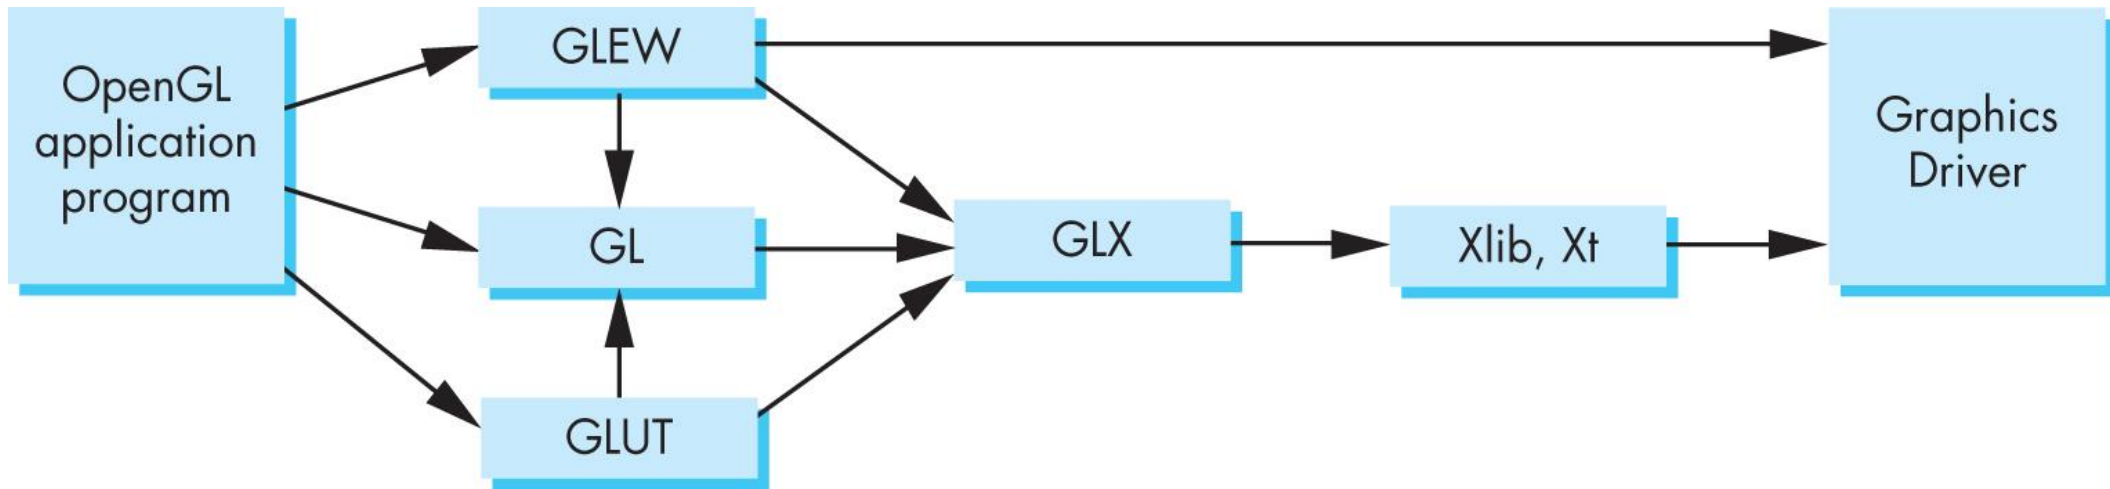 OpenGL
application
program
GLEW
GL
GLUT
GLX
Xlib, Xt
Graphics
Driver